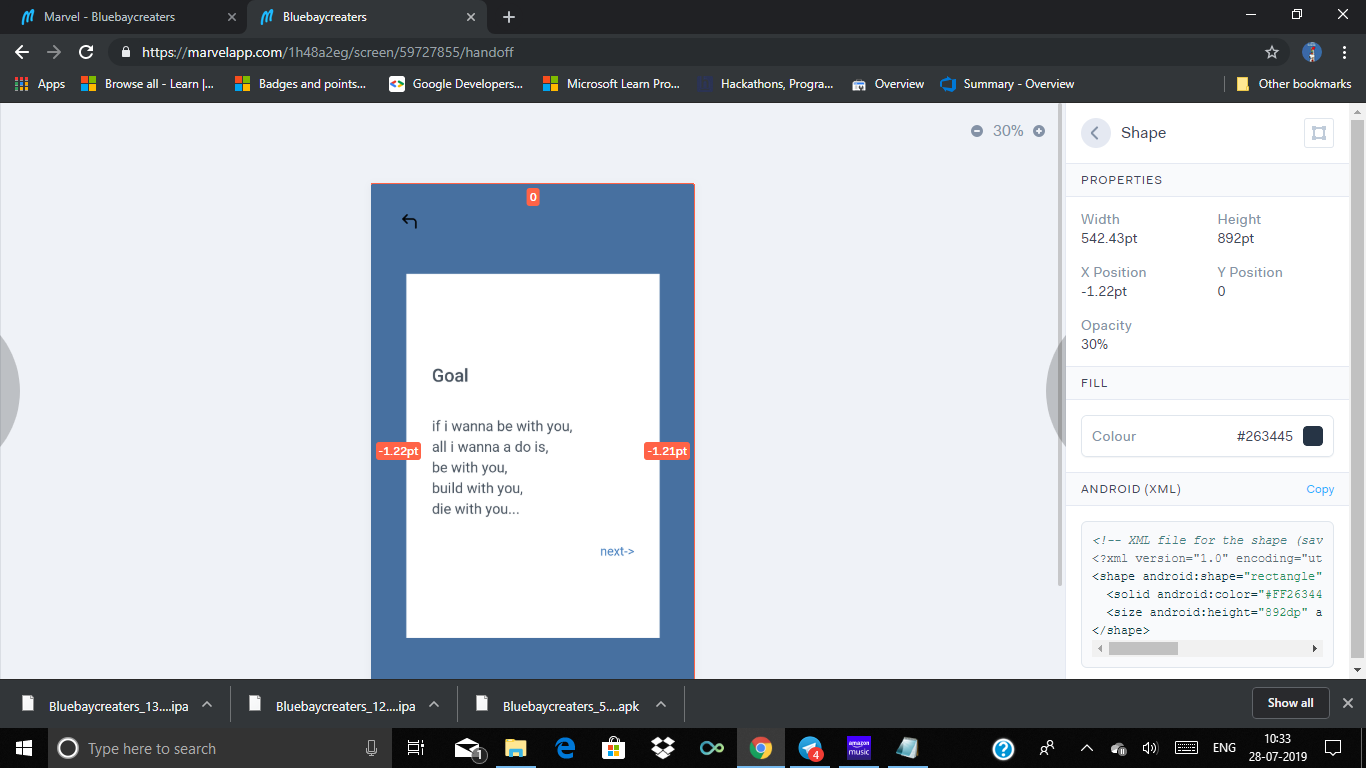 Marvel - Bluebaycreaters
Bluebaycreaters
https://marvelapp.com/1h48a2eg/screen/59727855/handoff
Apps
Browse all - Learn |...
Badges and points...
Google Developers...
Microsoft Learn Pro...
Hackathons, Progra...
Overview
Summary - Overview
Other bookmarks
30%
0
Goal
if i wanna be with you,
all i wanna a do is,
be with you,
build with you,
die with you...
next->
-1.22pt
-1.21pt
Shape
PROPERTIES
Width Height
542.43pt 892pt
X Position Y Position
-1.22pt 0
Opacity
30%
FILL
Colour #263445
ANDROID (XML) Copy
<!-- XML file for the shape (sav
<?xml version="1.0" encoding="ut
<shape android:shape="rectangle"
<solid android:color="#FF26344
<size android:height="892dp" a
</shape>
Bluebaycreaters_13....ipa
Bluebaycreaters_12....ipa
Bluebaycreaters_5....apk
Show all
Type here to search
1
4
amazon music
ENG
10:33
28-07-2019